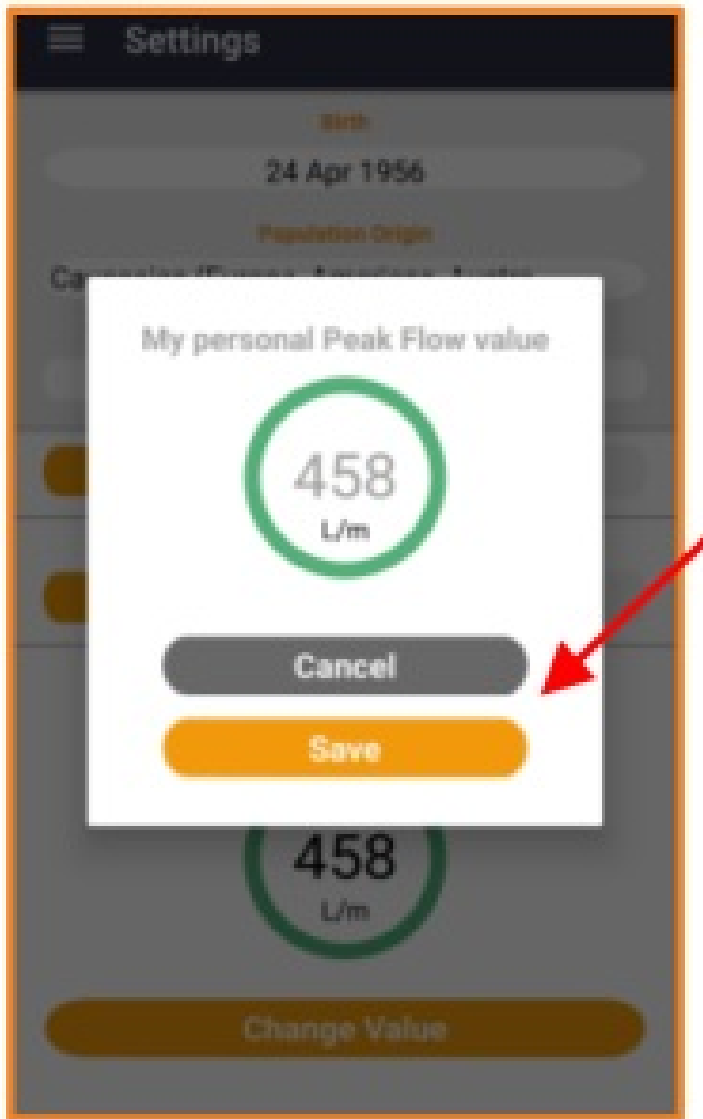 Settings
Birth
24 Apr 1956
Population Origin
My personal Peak Flow value
458
L/m
Cancel
Save
458
L/m
Change Value